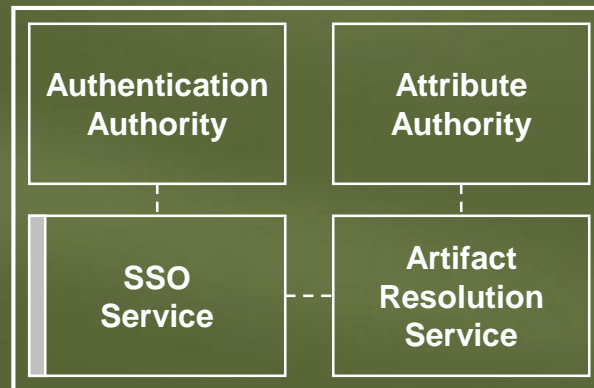 Authentication
Authority
Attribute
Authority
SSO
Service
Artifact
Resolution
Service